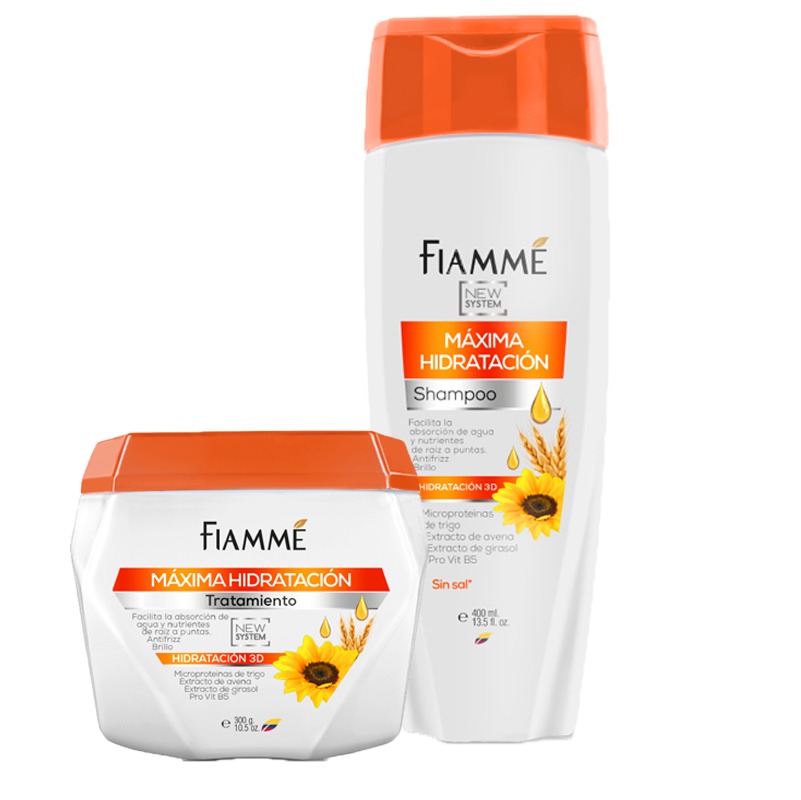 FIAMMÉ
NEW
SYSTEM
MÁXIMA
HIDRATACIÓN
Shampoo
Facilita la
absorción de agua
y nutrientes
de raíz a puntas.
Antifrizz
Brillo
HIDRATACIÓN 3D
Microproteinas
de trigo
Extracto de avena
Extracto de girasol
Pro Vit B5
Sin sal*
e 400 ml.
13.5 fl. oz.
FIAMMÉ
MÁXIMA HIDRATACIÓN
Tratamiento
Facilita la absorción de
agua y nutrientes
de raíz a puntas.
Antifrizz
Brillo
NEW
SYSTEM
HIDRATACIÓN 3D
Microproteinas de trigo
Extracto de avena
Extracto de girasol
Pro Vit B5
e 300 g.
10.5 oz.